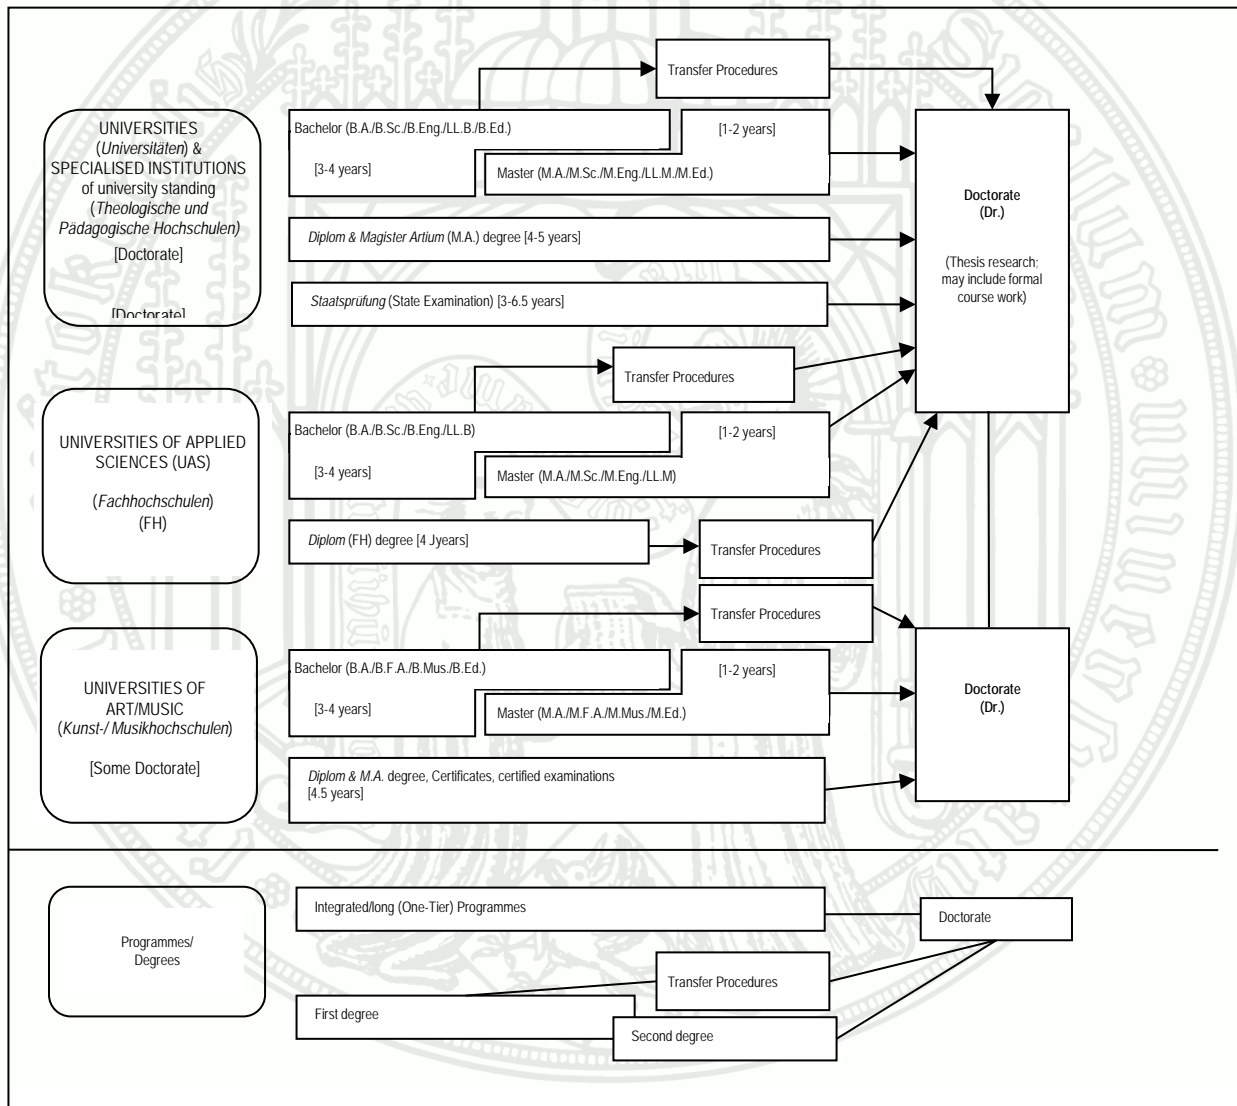 Transfer Procedures
UNIVERSITIES
(Universitäten) &
SPECIALISED INSTITUTIONS
of university standing
(Theologische und
Pädagogische Hochschulen)
[Doctorate]
[Doctorate]
Bachelor (B.A./B.Sc./B.Eng./LL.B./B.Ed.)
[3-4 years]
[1-2 years]
Master (M.A./M.Sc./M.Eng./LL.M./M.Ed.)
Diplom & Magister Artium (M.A.) degree [4-5 years]
Staatsprüfung (State Examination) [3-6.5 years]
Doctorate
(Dr.)
(Thesis research;
may include formal
course work)
Transfer Procedures
UNIVERSITIES OF APPLIED
SCIENCES (UAS)
(Fachhochschulen)
(FH)
Bachelor (B.A./B.Sc./B.Eng./LL.B)
[3-4 years]
[1-2 years]
Master (M.A./M.Sc./M.Eng./LL.M)
Diplom (FH) degree [4 Jyears]
Transfer Procedures
Transfer Procedures
UNIVERSITIES OF
ART/MUSIC
(Kunst-/ Musikhochschulen)
[Some Doctorate]
Bachelor (B.A./B.F.A./B.Mus./B.Ed.)
[3-4 years]
[1-2 years]
Master (M.A./M.F.A./M.Mus./M.Ed.)
Diplom & M.A. degree, Certificates, certified examinations
[4.5 years]
Doctorate
(Dr.)
Programmes/
Degrees
Integrated/long (One-Tier) Programmes
Doctorate
Transfer Procedures
First degree
Second degree